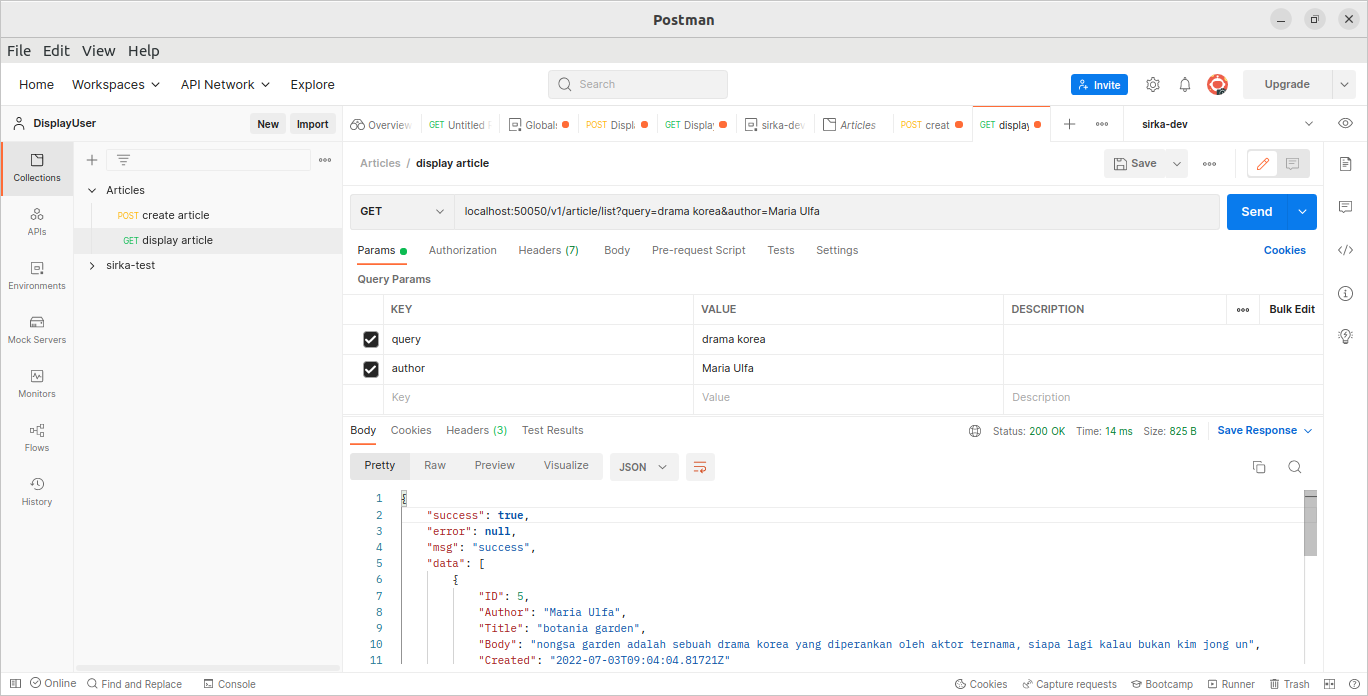 Postman
File Edit View Help
Home Workspaces API Network Explore Search Invite Upgrade
DisplayUser New Import Overview GET Untitled Globals POST Displ GET Display sirka-dev Articles POST creat GET display sirka-dev
Collections
APIs
Environments
Mock Servers
Monitors
Flows
History
Articles
POST create article
GET display article
sirka-test
Articles / display article Save
GET localhost:50050/v1/article/list?query=drama korea&author=Maria Ulfa Send
Params Authorization Headers (7) Body Pre-request Script Tests Settings Cookies
Query Params
KEY VALUE DESCRIPTION Bulk Edit
query drama korea
author Maria Ulfa
Key Value Description
Body Cookies Headers (3) Test Results Status: 200 OK Time: 14 ms Size: 825 B Save Response
Pretty Raw Preview Visualize JSON
1 {
2 "success": true,
3 "error": null,
4 "msg": "success",
5 "data": [
6 {
7 "ID": 5,
8 "Author": "Maria Ulfa",
9 "Title": "botania garden",
10 "Body": "nongsa garden adalah sebuah drama korea yang diperankan oleh aktor ternama, siapa lagi kalau bukan kim jong un",
11 "Created": "2022-07-03T09:04:04.81721Z"
Online Find and Replace Console Cookies Capture requests Bootcamp Runner Trash